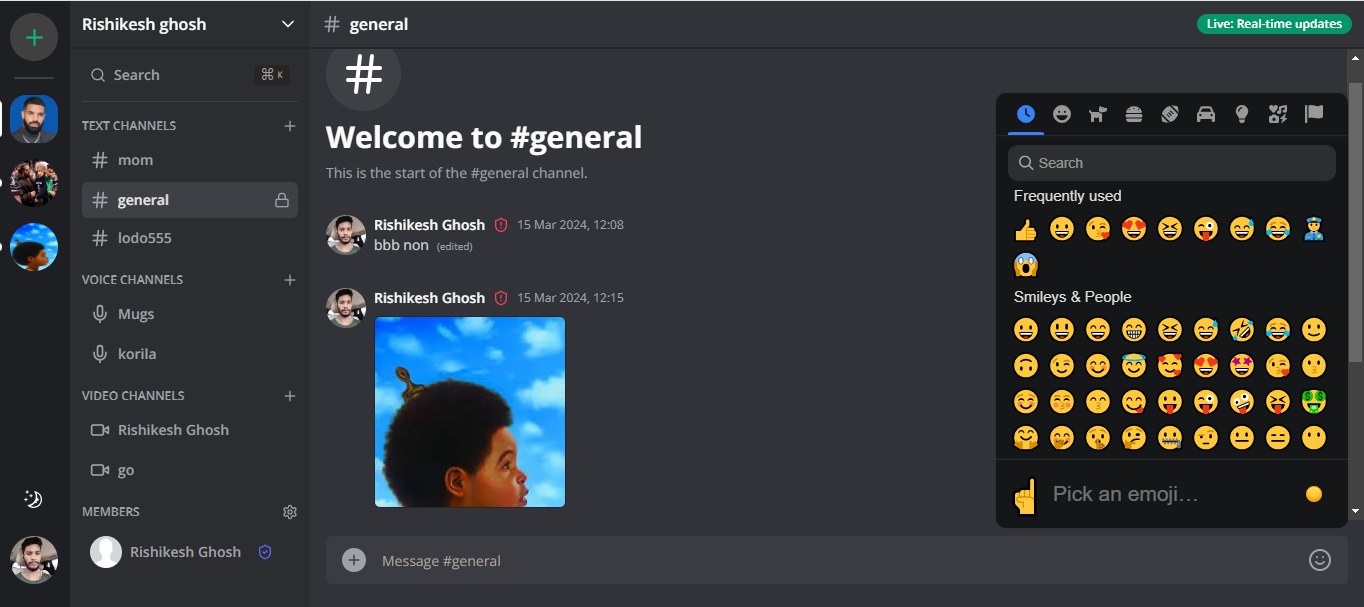 Rishikesh ghosh
Search
⌘ K
TEXT CHANNELS
mom
general
lodo555
VOICE CHANNELS
Mugs
korila
VIDEO CHANNELS
Rishikesh Ghosh
go
MEMBERS
Rishikesh Ghosh
# general
Live: Real-time updates
#
Welcome to #general
This is the start of the #general channel.
Rishikesh Ghosh 15 Mar 2024, 12:08
bbb non (edited)
Rishikesh Ghosh 15 Mar 2024, 12:15
Message #general
Search
Frequently used
Smileys & People
Pick an emoji…